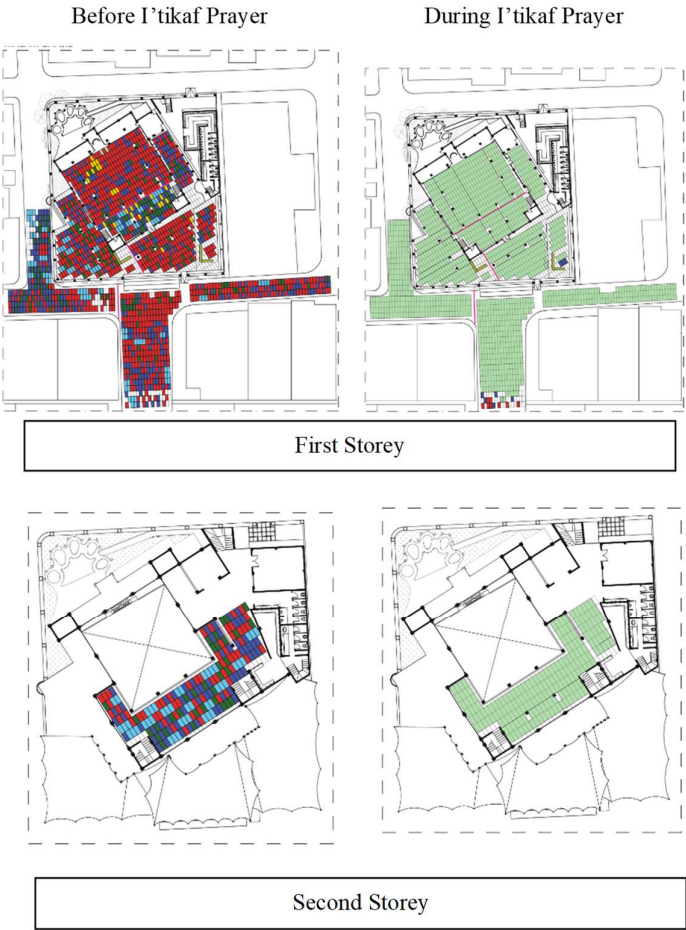 Before I’tikaf Prayer
During I’tikaf Prayer
First Storey
Second Storey